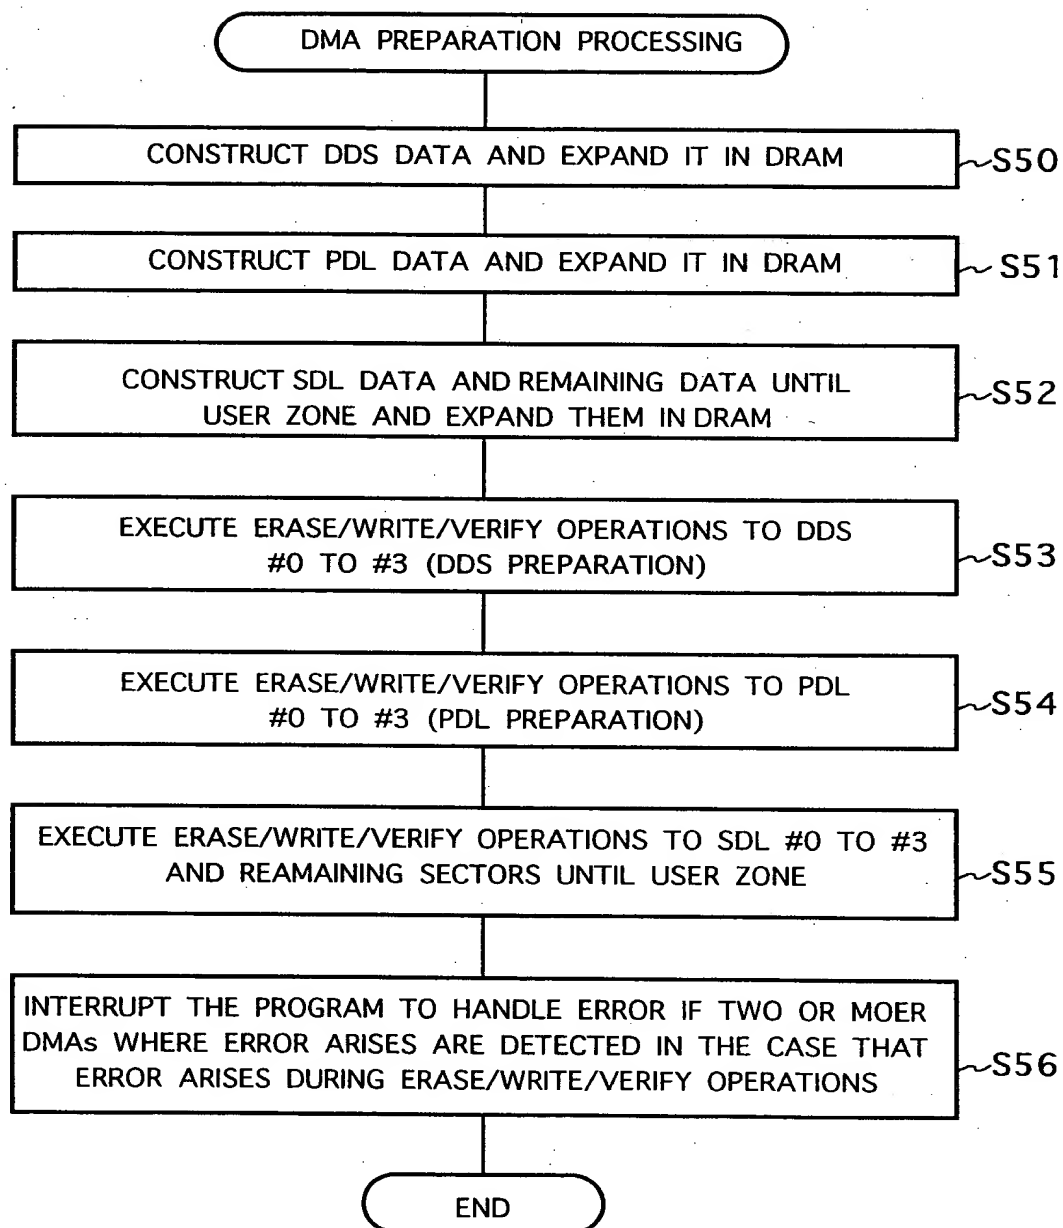 DMA PREPARATION PROCESSING
CONSTRUCT DDS DATA AND EXPAND IT IN DRAM
S50
CONSTRUCT PDL DATA AND EXPAND IT IN DRAM
S51
CONSTRUCT SDL DATA AND REMAINING DATA UNTIL
USER ZONE AND EXPAND THEM IN DRAM
S52
EXECUTE ERASE/WRITE/VERIFY OPERATIONS TO DDS
#0 TO #3 (DDS PREPARATION)
S53
EXECUTE ERASE/WRITE/VERIFY OPERATIONS TO PDL
#0 TO #3 (PDL PREPARATION)
S54
EXECUTE ERASE/WRITE/VERIFY OPERATIONS TO SDL #0 TO #3
AND REAMAINING SECTORS UNTIL USER ZONE
S55
INTERRUPT THE PROGRAM TO HANDLE ERROR IF TWO OR MOER
DMAs WHERE ERROR ARISES ARE DETECTED IN THE CASE THAT
ERROR ARISES DURING ERASE/WRITE/VERIFY OPERATIONS
S56
END